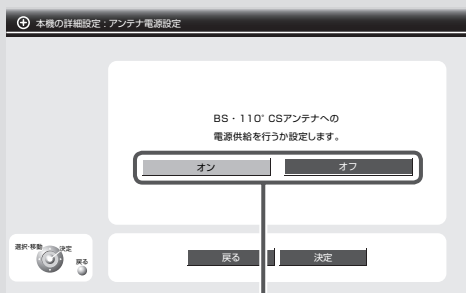 本機の詳細設定：アンテナ電源設定
BS・110°CSアンテナへの
電源供給を行うか設定します。
オン
オフ
選択・移動
決定
戻る
戻る
決定